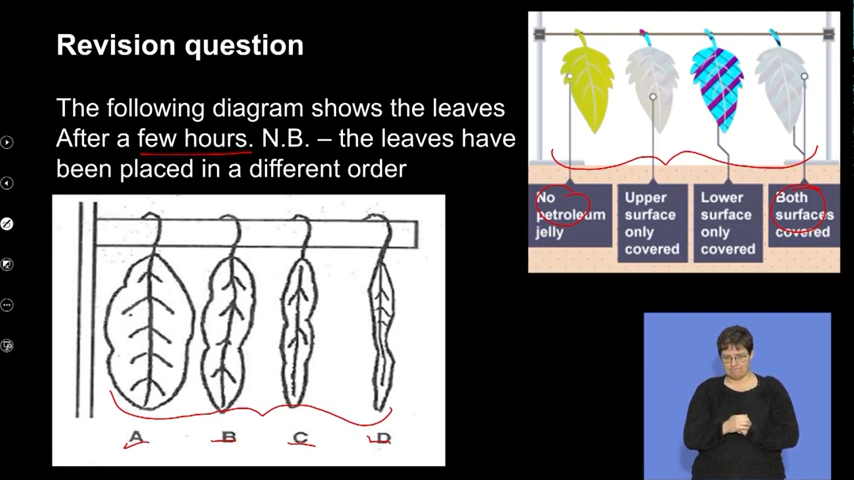 Revision question
The following diagram shows the leaves
After a few hours. N.B. – the leaves have
been placed in a different order
A B C D
No
petroleum
jelly
Upper
surface
only
covered
Lower
surface
only
covered
Both
surfaces
covered